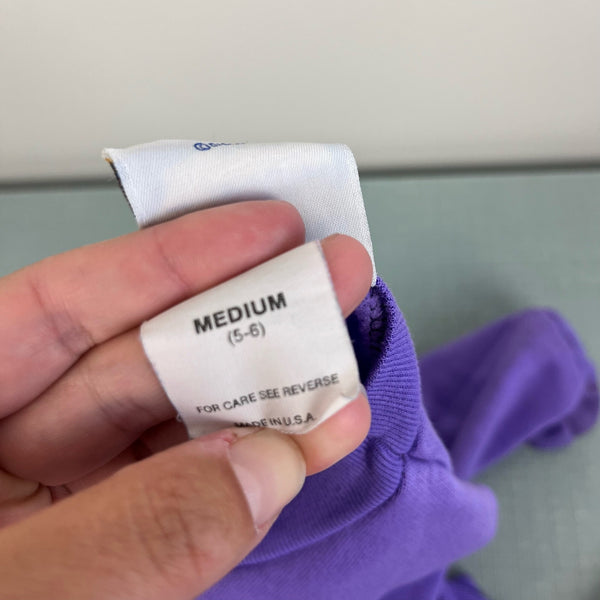 MEDIUM
(5-6)
FOR CARE SEE REVERSE
MADE IN U.S.A.